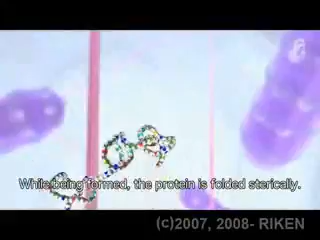 While being formed, the protein is folded sterically.
(c)2007, 2008- RIKEN